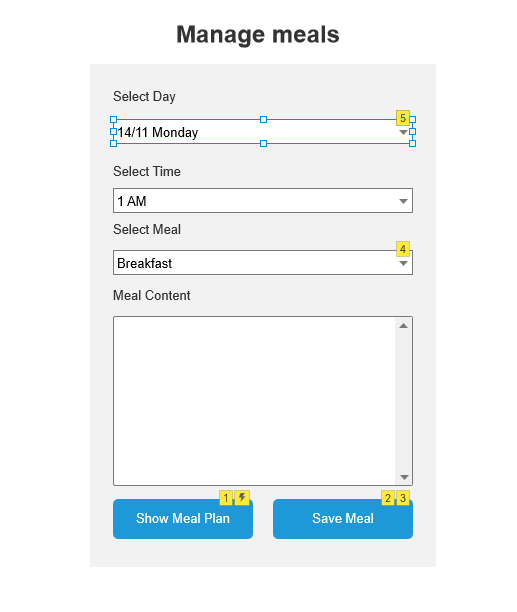 Manage meals
Select Day
5
14/11 Monday
Select Time
1 AM
Select Meal
4
Breakfast
Meal Content
1
2 3
Show Meal Plan
Save Meal